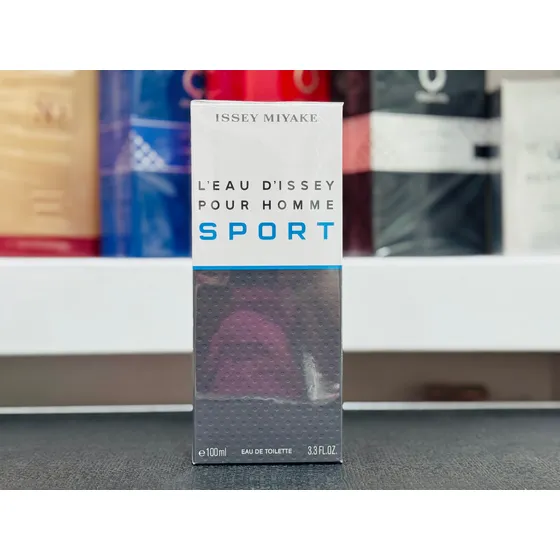 ISSEY MIYAKE
L'EAU D'ISSEY
POUR HOMME
SPORT
e 100ml EAU DE TOILETTE 3.3 FL.OZ.